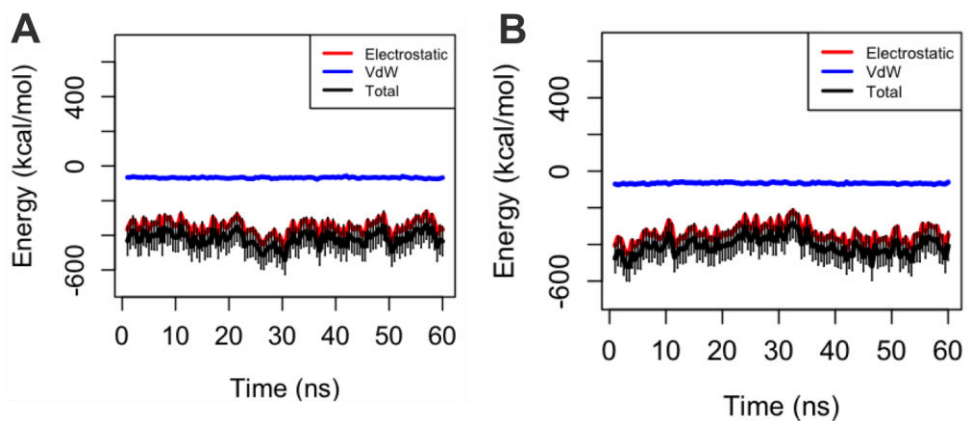 A
Electrostatic
VdW
Total
Energy (kcal/mol)
400
0
-600
0 10 20 30 40 50 60
Time (ns)
B
Electrostatic
VdW
Total
Energy (kcal/mol)
400
0
-600
0 10 20 30 40 50 60
Time (ns)